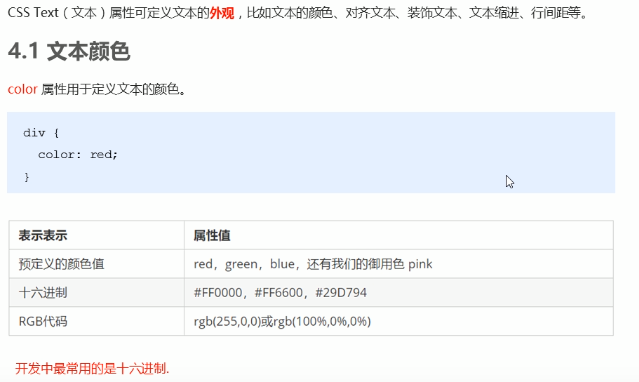 CSS Text（文本）属性可定义文本的外观，比如文本的颜色、对齐文本、装饰文本、文本缩进、行间距等。
4.1 文本颜色
color 属性用于定义文本的颜色。
div {
  color: red;
}
表示表示 属性值
预定义的颜色值 red，green，blue，还有我们的御用色 pink
十六进制 #FF0000，#FF6600，#29D794
RGB代码 rgb(255,0,0)或rgb(100%,0%,0%)
开发中最常用的是十六进制.